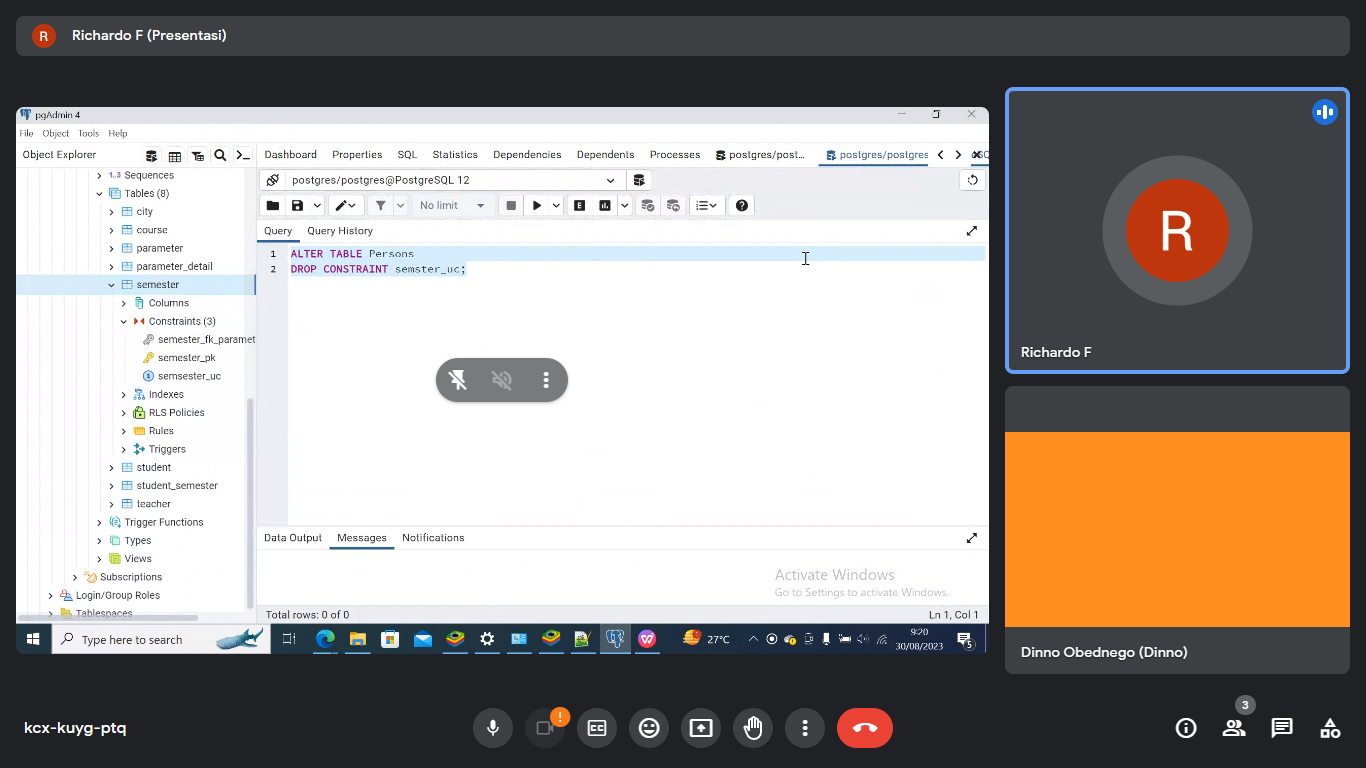 R Richardo F (Presentasi)
pgAdmin 4
File Object Tools Help
Object Explorer
Dashboard Properties SQL Statistics Dependencies Dependents Processes postgres/post... postgres/postgres
Sequences
Tables (8)
city
course
parameter
parameter_detail
semester
Columns
Constraints (3)
semester_fk_paramet
semester_pk
semsester_uc
Indexes
RLS Policies
Rules
Triggers
student
student_semester
teacher
Trigger Functions
Types
Views
Subscriptions
Login/Group Roles
Tablespaces
postgres/postgres@PostgreSQL 12
No limit
Query Query History
1 ALTER TABLE Persons
2 DROP CONSTRAINT semster_uc;
Data Output Messages Notifications
Activate Windows
Go to Settings to activate Windows.
Total rows: 0 of 0 Ln 1, Col 1
Type here to search
27°C
9:20
30/08/2023
5
R
Richardo F
Dinno Obednego (Dinno)
kcx-kuyg-ptq
3